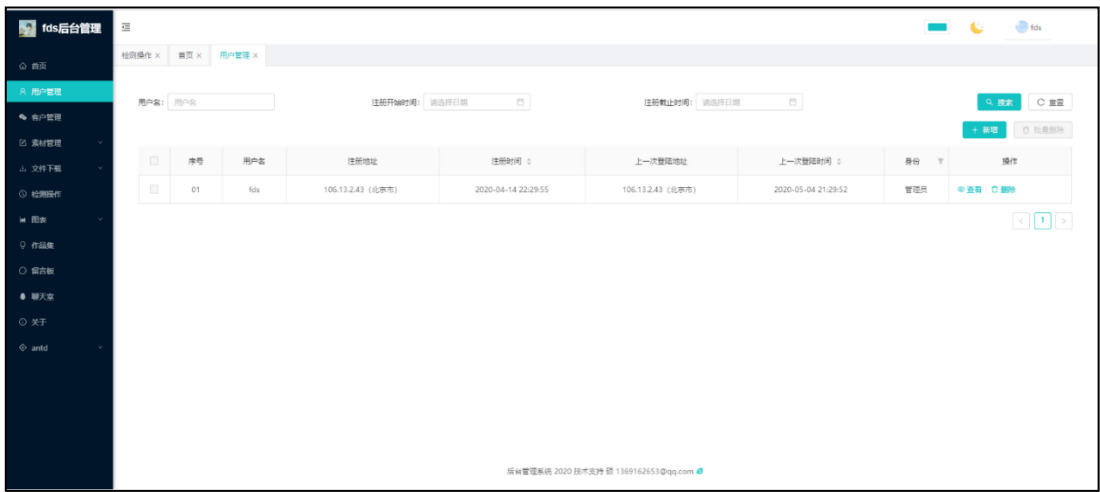 fds后台管理
fds
检测操作 × 首页 × 用户管理 ×
首页
用户管理
客户管理
素材管理
文件下载
检测操作
图表
作品集
留言板
聊天室
关于
antd
用户名: 用户名 注册开始时间: 请选择日期 注册截止时间: 请选择日期 搜索 重置
+ 新增 批量删除
序号 用户名 注册地址 注册时间 上一次登陆地址 上一次登陆时间 身份 操作
01 fds 106.13.2.43 (北京市) 2020-04-14 22:29:55 106.13.2.43 (北京市) 2020-05-04 21:29:52 管理员 查看 删除
< 1 >
后台管理系统 2020 技术支持 硕 1369162653@qq.com